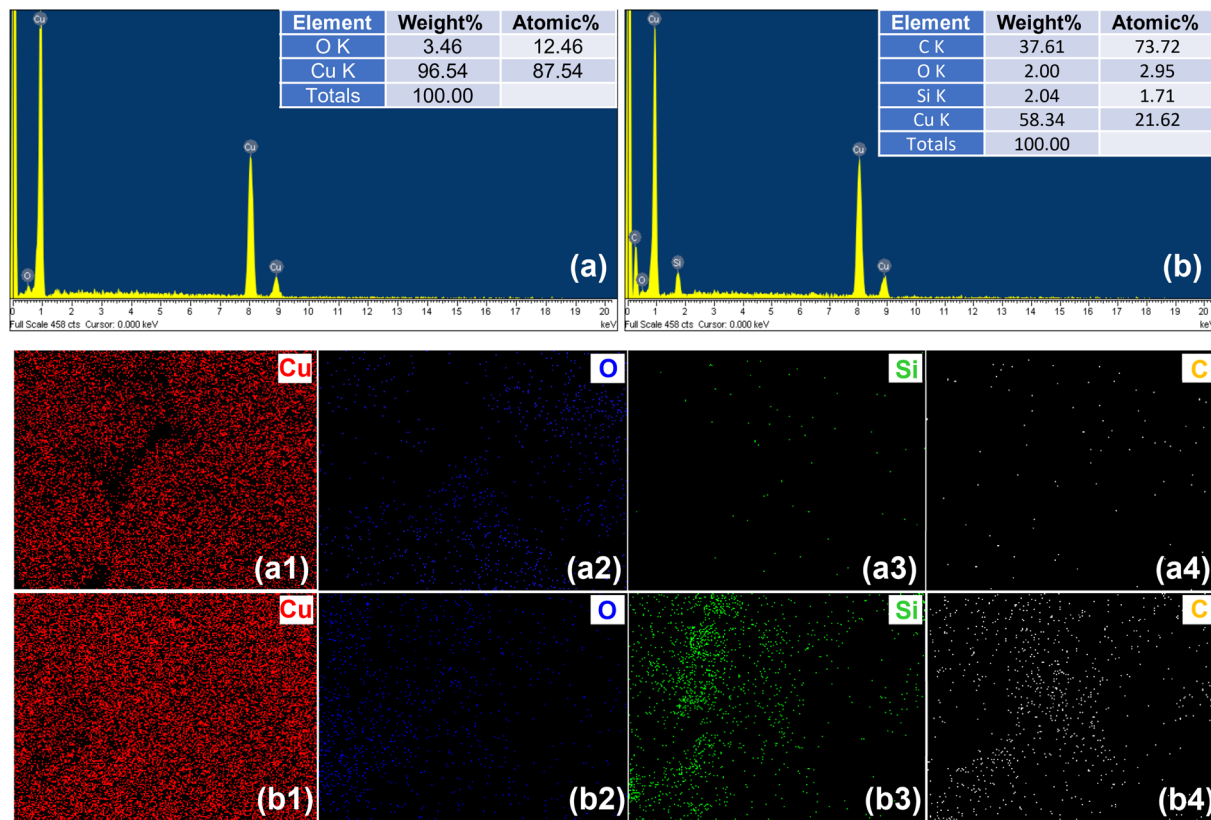 Element Weight% Atomic%
O K 3.46 12.46
Cu K 96.54 87.54
Totals 100.00
Cu
O
Cu
Cu
(a)
0 1 2 3 4 5 6 7 8 9 10 11 12 13 14 15 16 17 18 19 20
Full Scale 458 cts Cursor: 0.000 keV keV
Element Weight% Atomic%
C K 37.61 73.72
O K 2.00 2.95
Si K 2.04 1.71
Cu K 58.34 21.62
Totals 100.00
Cu
C
O
Si
Cu
Cu
(b)
0 1 2 3 4 5 6 7 8 9 10 11 12 13 14 15 16 17 18 19 20
Full Scale 458 cts Cursor: 0.000 keV keV
Cu
(a1)
O
(a2)
Si
(a3)
C
(a4)
Cu
(b1)
O
(b2)
Si
(b3)
C
(b4)